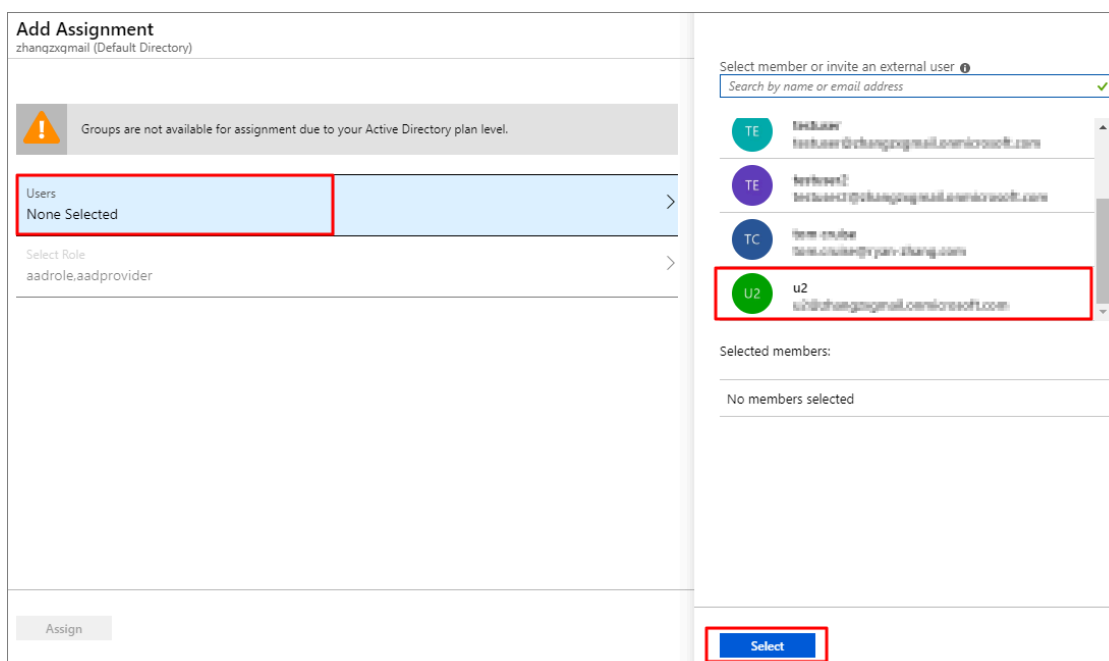 Add Assignment
zhangzxgmail (Default Directory)
Groups are not available for assignment due to your Active Directory plan level.
Users
None Selected
Select Role
aadrole,aadprovider
Assign
Select member or invite an external user
Search by name or email address
TE
TE
TC
U2
u2
Selected members:
No members selected
Select